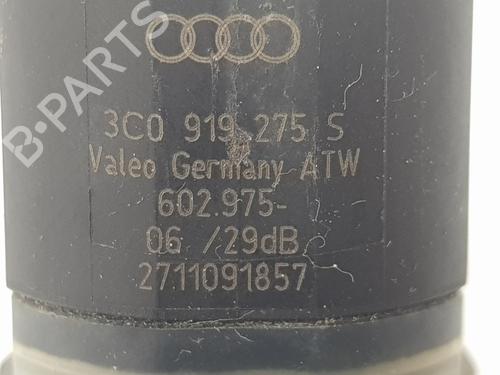 3C0 919 275 S
Valeo Germany ATW
602.975-
06 /29dB
2711091857
B-PARTS